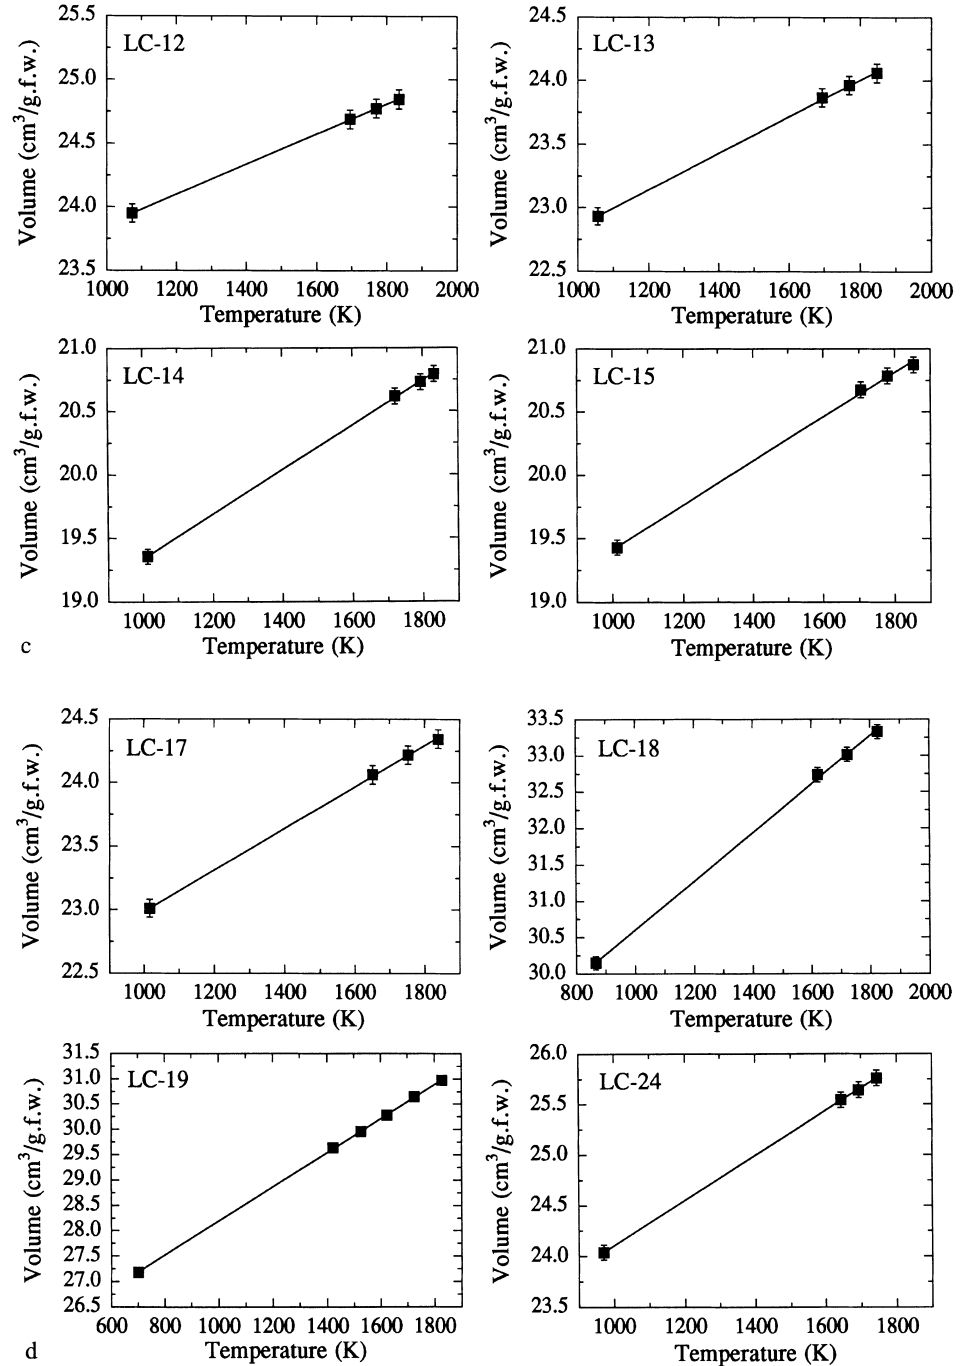 25.5
25.0
24.5
24.0
23.5
LC-12
Volume (cm³/g.f.w.)
1000 1200 1400 1600 1800 2000
Temperature (K)
24.5
24.0
23.5
23.0
22.5
LC-13
Volume (cm³/g.f.w.)
1000 1200 1400 1600 1800 2000
Temperature (K)
21.0
20.5
20.0
19.5
19.0
LC-14
Volume (cm³/g.f.w.)
1000 1200 1400 1600 1800
Temperature (K)
21.0
20.5
20.0
19.5
19.0
LC-15
Volume (cm³/g.f.w.)
1000 1200 1400 1600 1800
Temperature (K)
c
24.5
24.0
23.5
23.0
22.5
LC-17
Volume (cm³/g.f.w.)
1000 1200 1400 1600 1800
Temperature (K)
33.5
33.0
32.5
32.0
31.5
31.0
30.5
30.0
LC-18
Volume (cm³/g.f.w.)
800 1000 1200 1400 1600 1800 2000
Temperature (K)
31.5
31.0
30.5
30.0
29.5
29.0
28.5
28.0
27.5
27.0
26.5
LC-19
Volume (cm³/g.f.w.)
600 800 1000 1200 1400 1600 1800
Temperature (K)
26.0
25.5
25.0
24.5
24.0
23.5
LC-24
Volume (cm³/g.f.w.)
1000 1200 1400 1600 1800
Temperature (K)
d